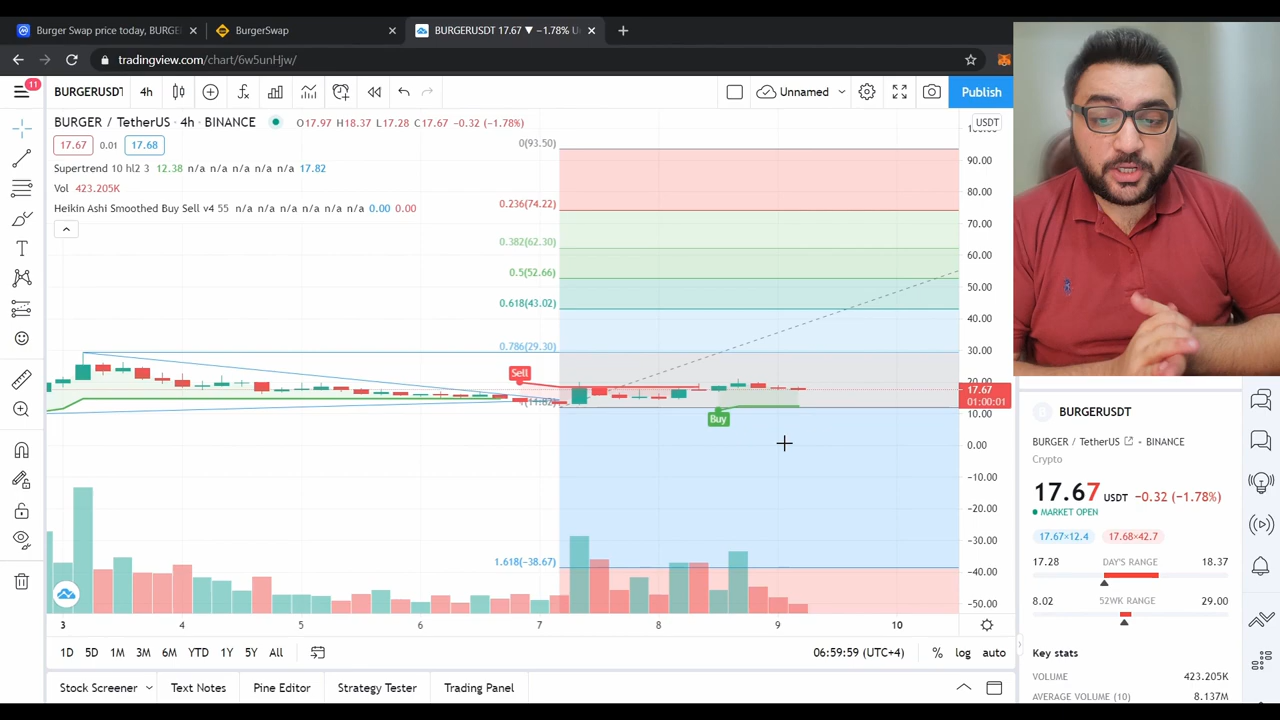 Burger Swap price today, BURGE
BurgerSwap
BURGERUSDT 17.67 ▼ −1.78% U
tradingview.com/chart/6w5unHjw/
11
BURGERUSDT
4h
Unnamed
Publish
BURGER / TetherUS · 4h · BINANCE
O17.97 H18.37 L17.28 C17.67 −0.32 (−1.78%)
USDT
17.67
0.01
17.68
Supertrend 10 hl2 3 12.38 n/a n/a n/a n/a n/a 17.82
Vol 423.205K
Heikin Ashi Smoothed Buy Sell v4 55 n/a n/a n/a n/a n/a n/a 0.00 0.00
0(93.50)
0.236(74.22)
0.382(62.30)
0.5(52.66)
0.618(43.02)
0.786(29.30)
1.618(−38.67)
Sell
Buy
100.00
90.00
80.00
70.00
60.00
50.00
40.00
30.00
20.00
17.67
01:00:01
10.00
0.00
−10.00
−20.00
−30.00
−40.00
−50.00
3
4
5
6
7
8
9
10
1D
5D
1M
3M
6M
YTD
1Y
5Y
All
06:59:59 (UTC+4)
%
log
auto
Stock Screener
Text Notes
Pine Editor
Strategy Tester
Trading Panel
BURGERUSDT
BURGER / TetherUS
BINANCE
Crypto
17.67 USDT −0.32 (−1.78%)
MARKET OPEN
17.67×12.4
17.68×42.7
17.28
DAY'S RANGE
18.37
8.02
52WK RANGE
29.00
Key stats
VOLUME
423.205K
AVERAGE VOLUME (10)
8.137M